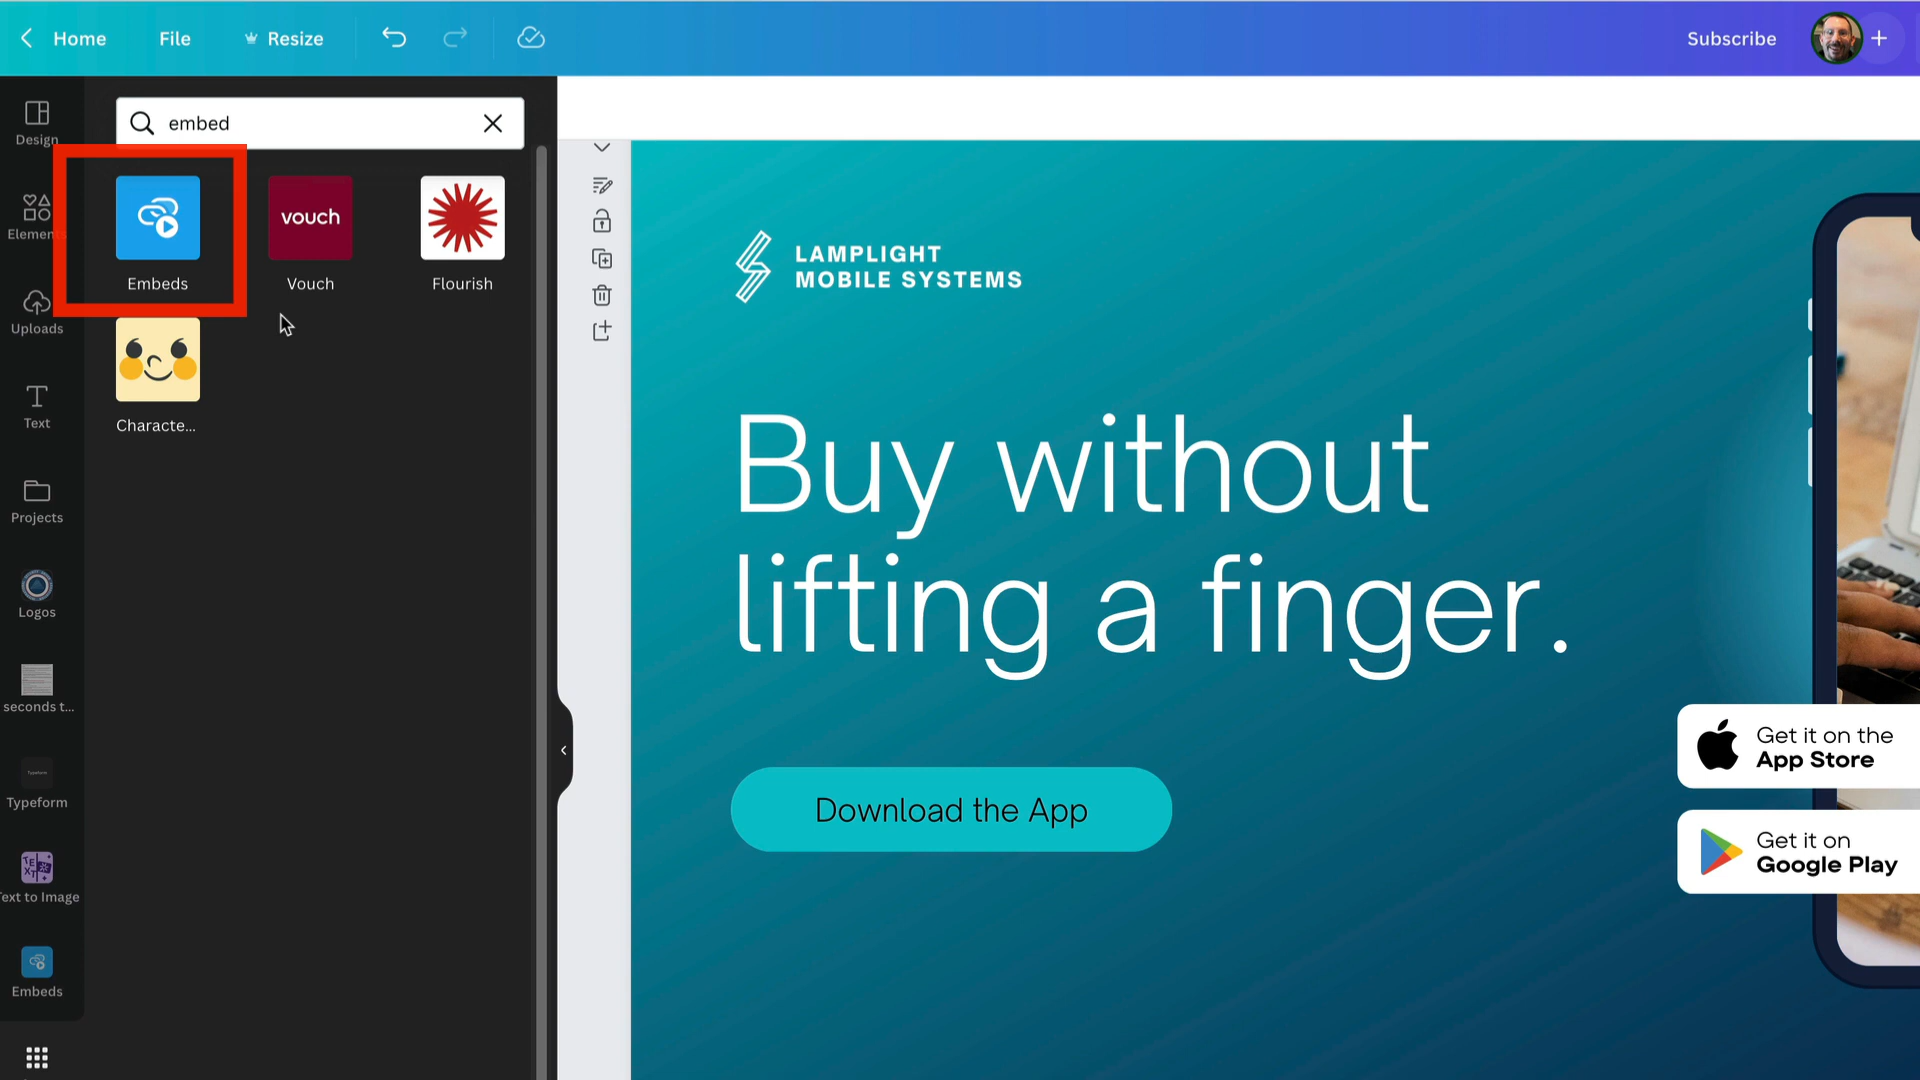 Home
File
Resize
Subscribe
embed
Design
Elemen
Uploads
Text
Projects
Logos
seconds t...
Typeform
Text to Image
Embeds
Embeds
vouch
Vouch
Flourish
Characte...
LAMPLIGHT
MOBILE SYSTEMS
Buy without
lifting a finger.
Download the App
Get it on the
App Store
Get it on
Google Play